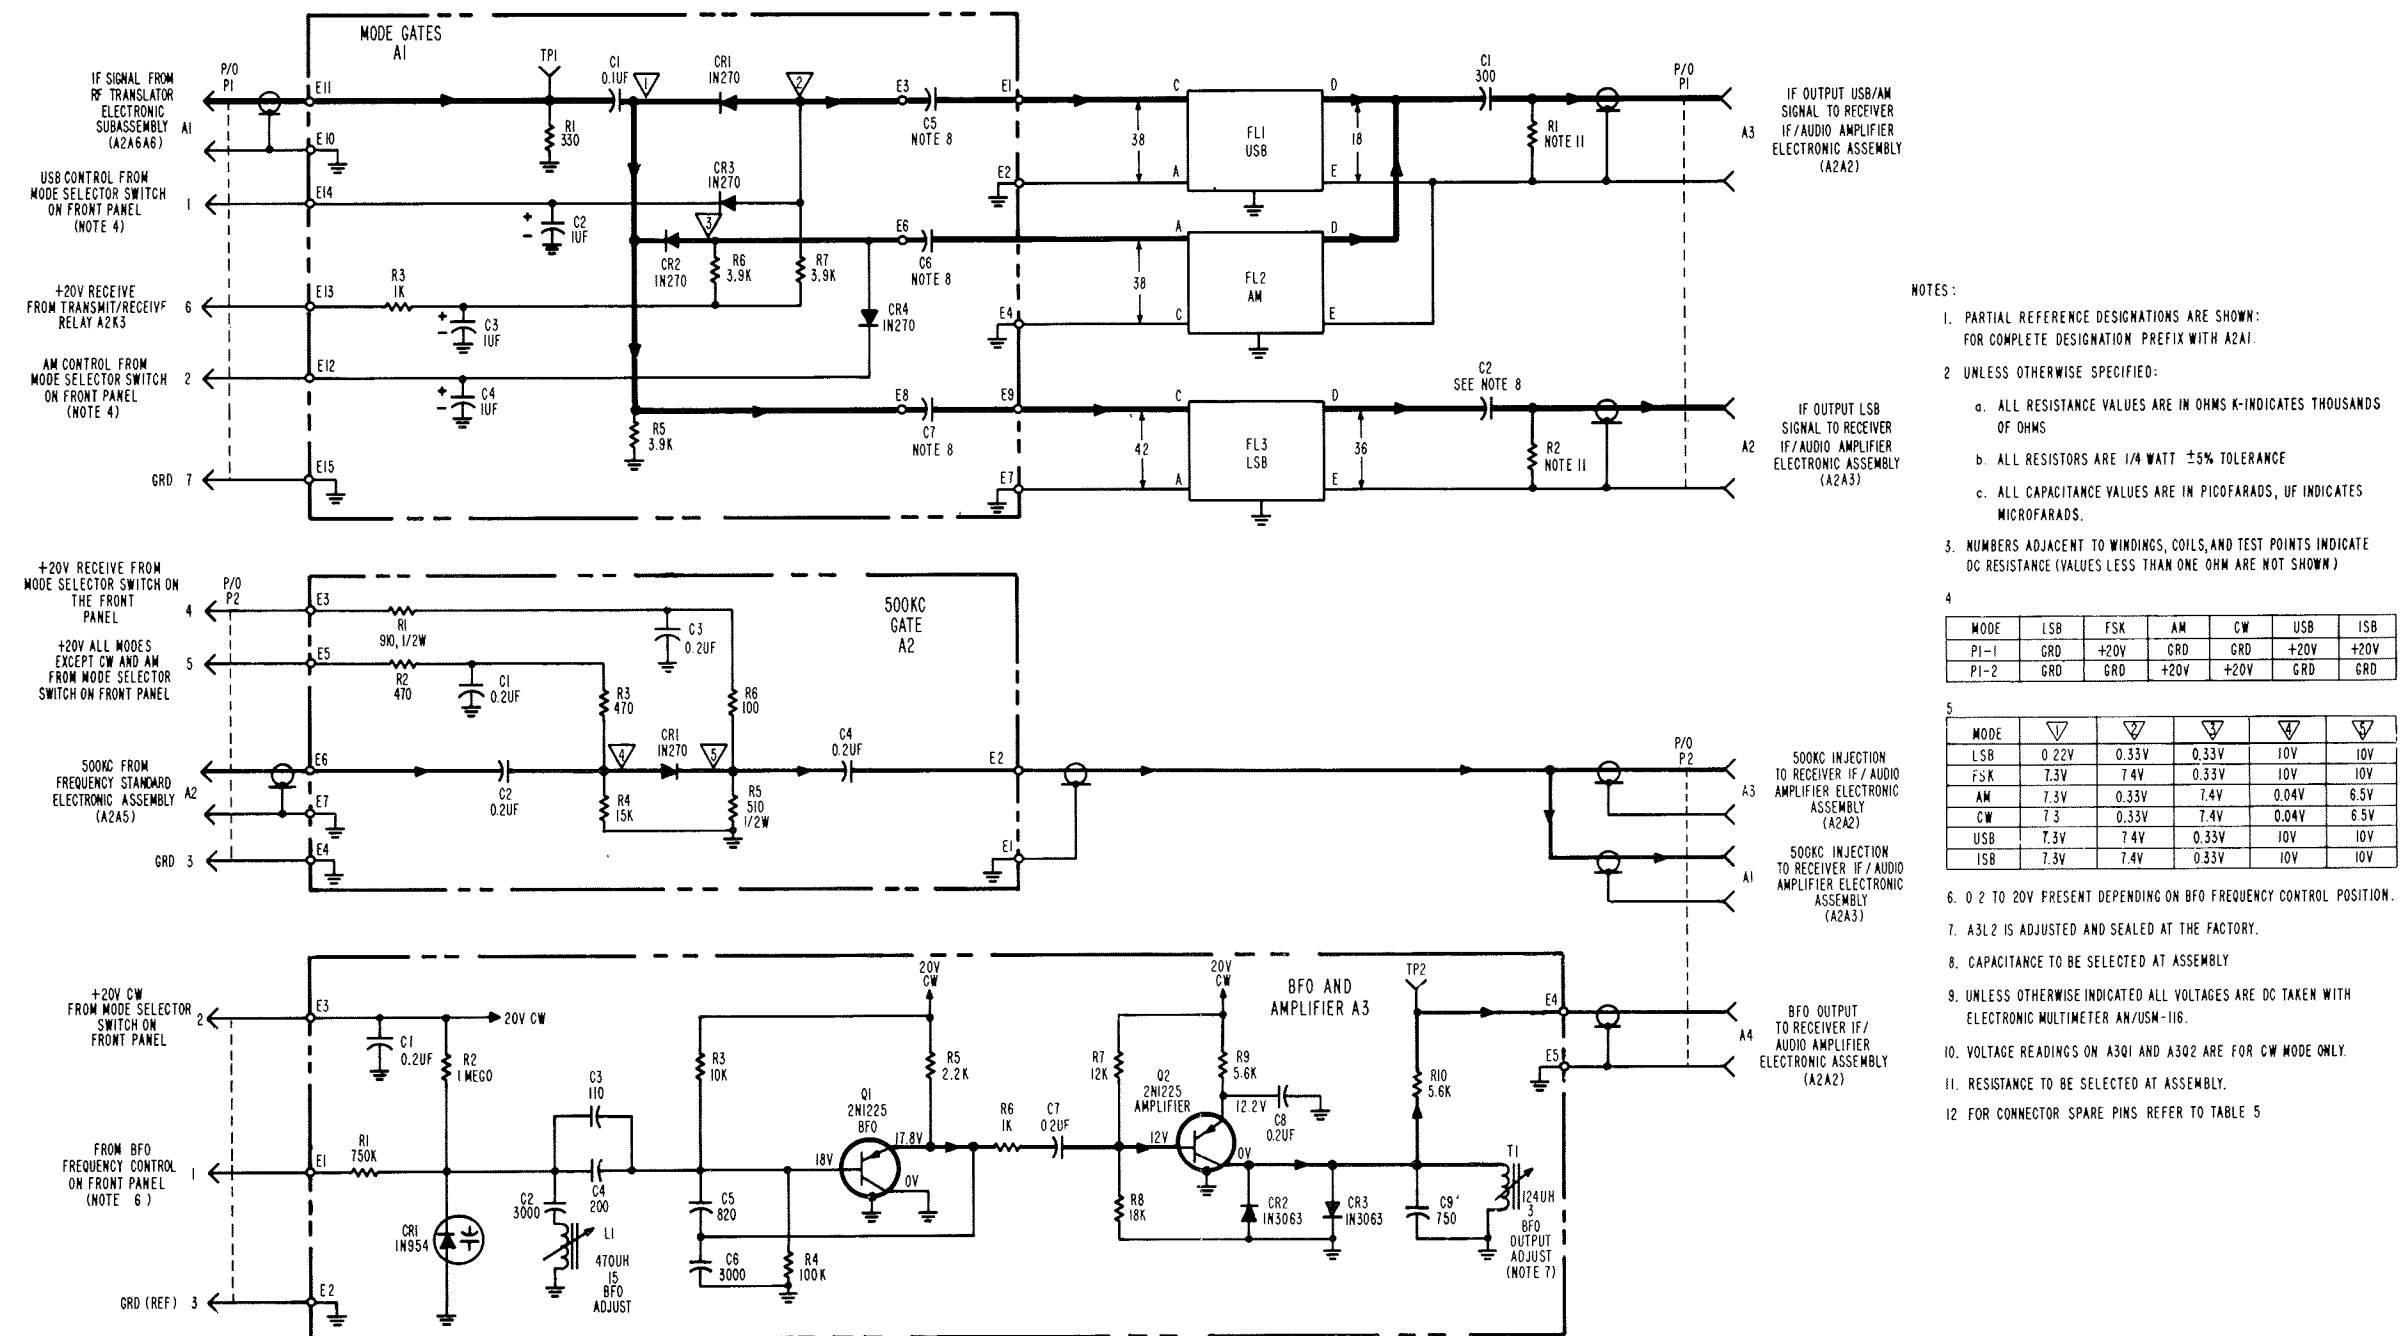 MODE GATES
A1
P/O
P1
IF SIGNAL FROM
RF TRANSLATOR
ELECTRONIC
SUBASSEMBLY
(A2A6A6)
A1
E11
E10
TP1
R1
330
C1
0.1UF
1
CR1
1N270
2
E3
C5
NOTE 8
E1
E2
USB CONTROL FROM
MODE SELECTOR SWITCH
ON FRONT PANEL
(NOTE 4)
1
E14
+
-
C2
1UF
CR3
1N270
3
CR2
1N270
R6
3.9K
R7
3.9K
E6
C6
NOTE 8
+20V RECEIVE
FROM TRANSMIT/RECEIVE
RELAY A2K3
6
E13
R3
1K
+
-
C3
1UF
CR4
1N270
E4
AM CONTROL FROM
MODE SELECTOR SWITCH
ON FRONT PANEL
(NOTE 4)
2
E12
+
-
C4
1UF
R5
3.9K
E8
C7
NOTE 8
E9
E7
GRD 7
E15
38
C
A
FL1
USB
D
E
18
38
A
C
FL2
AM
D
E
42
C
A
FL3
LSB
D
E
36
C1
300
R1
NOTE 11
P/O
P1
A3
IF OUTPUT USB/AM
SIGNAL TO RECEIVER
IF/AUDIO AMPLIFIER
ELECTRONIC ASSEMBLY
(A2A2)
C2
SEE NOTE 8
R2
NOTE 11
A2
IF OUTPUT LSB
SIGNAL TO RECEIVER
IF/AUDIO AMPLIFIER
ELECTRONIC ASSEMBLY
(A2A3)
+20V RECEIVE FROM
MODE SELECTOR SWITCH ON
THE FRONT
PANEL
4
P/O
P2
E3
R1
910, 1/2W
C3
0.2UF
500KC
GATE
A2
+20V ALL MODES
EXCEPT CW AND AM
FROM MODE SELECTOR
SWITCH ON FRONT PANEL
5
E5
R2
470
C1
0.2UF
R3
470
R6
100
500KC FROM
FREQUENCY STANDARD
ELECTRONIC ASSEMBLY
(A2A5)
A2
E6
E7
C2
0.2UF
4
CR1
1N270
5
R4
15K
R5
510
1/2W
C4
0.2UF
E2
E1
GRD 3
E4
P/O
P2
A3
500KC INJECTION
TO RECEIVER IF/AUDIO
AMPLIFIER ELECTRONIC
ASSEMBLY
(A2A2)
A1
500KC INJECTION
TO RECEIVER IF/AUDIO
AMPLIFIER ELECTRONIC
ASSEMBLY
(A2A3)
+20V CW
FROM MODE SELECTOR
SWITCH ON
FRONT PANEL
2
E3
C1
0.2UF
R2
1 MEGO
20V CW
FROM BFO
FREQUENCY CONTROL
ON FRONT PANEL
(NOTE 6)
1
E1
R1
750K
CR1
1N954
C3
110
C4
200
C2
3000
L1
470UH
15
BFO
ADJUST
GRD (REF) 3
E2
R3
10K
C5
820
C6
3000
R4
100K
20V
CW
R5
2.2K
Q1
2N1225
BFO
18V
17.8V
0V
R6
1K
C7
0.2UF
R7
12K
R8
18K
20V
CW
R9
5.6K
Q2
2N1225
AMPLIFIER
12V
12.2V
0V
C8
0.2UF
CR2
1N3063
CR3
1N3063
BFO AND
AMPLIFIER A3
TP2
R10
5.6K
C9
750
T1
124UH
3
BFO
OUTPUT
ADJUST
(NOTE 7)
E4
E5
A4
BFO OUTPUT
TO RECEIVER IF/
AUDIO AMPLIFIER
ELECTRONIC ASSEMBLY
(A2A2)
NOTES:
1. PARTIAL REFERENCE DESIGNATIONS ARE SHOWN:
FOR COMPLETE DESIGNATION PREFIX WITH A2A1.
2 UNLESS OTHERWISE SPECIFIED:
a. ALL RESISTANCE VALUES ARE IN OHMS K-INDICATES THOUSANDS
OF OHMS
b. ALL RESISTORS ARE 1/4 WATT ±5% TOLERANCE
c. ALL CAPACITANCE VALUES ARE IN PICOFARADS, UF INDICATES
MICROFARADS.
3. NUMBERS ADJACENT TO WINDINGS, COILS, AND TEST POINTS INDICATE
DC RESISTANCE (VALUES LESS THAN ONE OHM ARE NOT SHOWN)
4
MODE LSB FSK AM CW USB ISB
P1-1 GRD +20V GRD GRD +20V +20V
P1-2 GRD GRD +20V +20V GRD GRD
5
MODE 1 2 3 4 5
LSB 0 22V 0.33V 0.33V 10V 10V
FSK 7.3V 7 4V 0.33V 10V 10V
AM 7.3V 0.33V 7.4V 0.04V 6.5V
CW 7 3 0.33V 7.4V 0.04V 6.5V
USB 7.3V 7 4V 0.33V 10V 10V
ISB 7.3V 7.4V 0.33V 10V 10V
6. 0 2 TO 20V PRESENT DEPENDING ON BFO FREQUENCY CONTROL POSITION.
7. A3L2 IS ADJUSTED AND SEALED AT THE FACTORY.
8. CAPACITANCE TO BE SELECTED AT ASSEMBLY
9. UNLESS OTHERWISE INDICATED ALL VOLTAGES ARE DC TAKEN WITH
ELECTRONIC MULTIMETER AN/USM-116.
10. VOLTAGE READINGS ON A3Q1 AND A3Q2 ARE FOR CW MODE ONLY.
11. RESISTANCE TO BE SELECTED AT ASSEMBLY.
12 FOR CONNECTOR SPARE PINS REFER TO TABLE 5